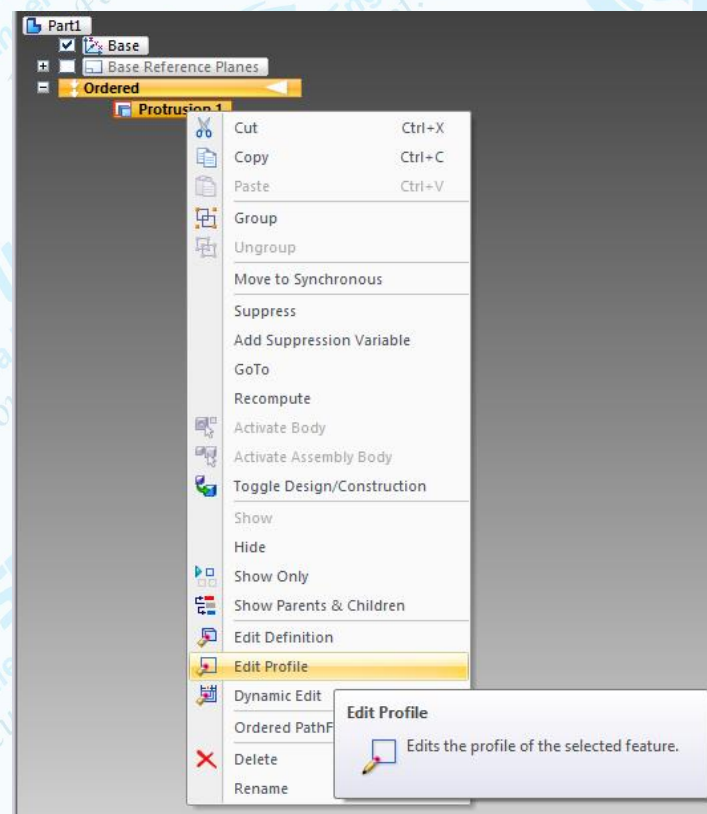 Part1
Base
Base Reference Planes
Ordered
Protrusion 1
Cut Ctrl+X
Copy Ctrl+C
Paste Ctrl+V
Group
Ungroup
Move to Synchronous
Suppress
Add Suppression Variable
GoTo
Recompute
Activate Body
Activate Assembly Body
Toggle Design/Construction
Show
Hide
Show Only
Show Parents & Children
Edit Definition
Edit Profile
Dynamic Edit
Ordered PathF
Delete
Rename
Edit Profile
Edits the profile of the selected feature.